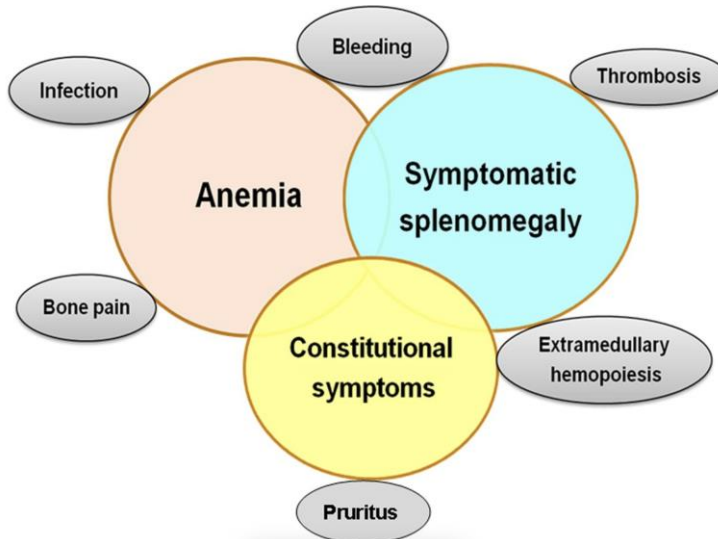 Bleeding
Infection
Thrombosis
Anemia
Symptomatic
splenomegaly
Bone pain
Constitutional
symptoms
Extramedullary
hemopoiesis
Pruritus